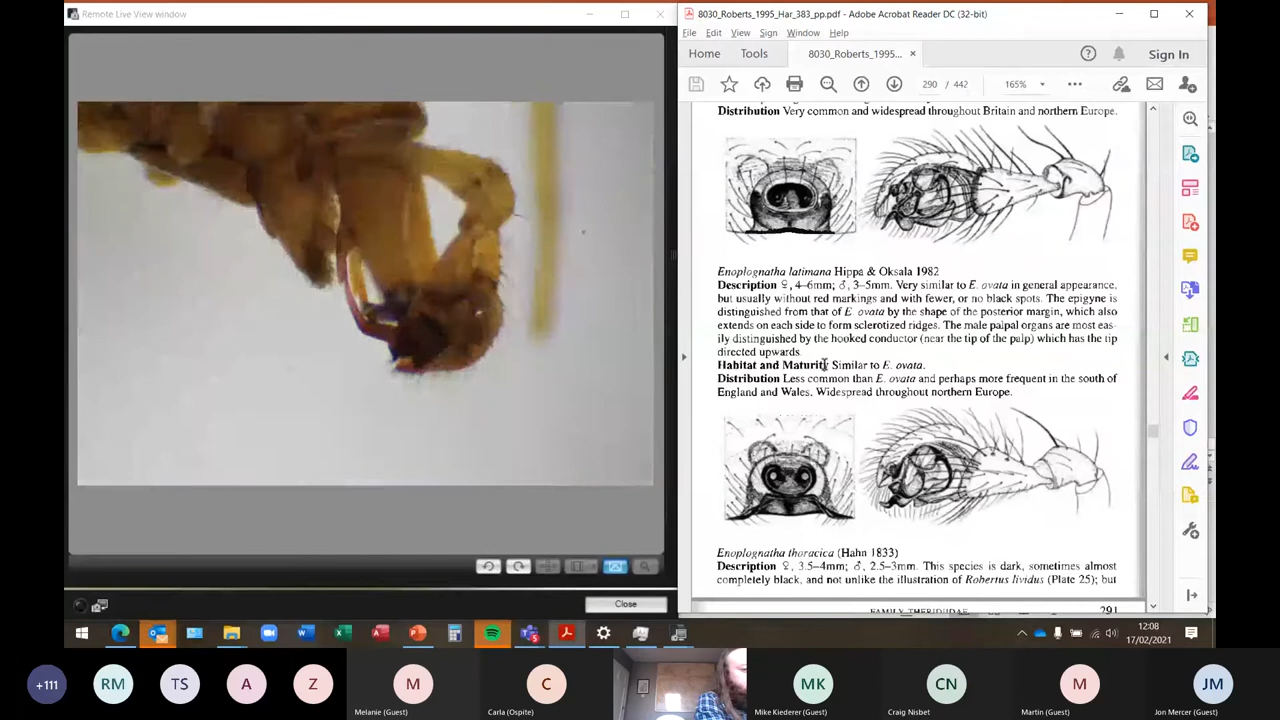 Remote Live View window
8030_Roberts_1995_Har_383_pp.pdf - Adobe Acrobat Reader DC (32-bit)
File Edit View Sign Window Help
Home Tools 8030_Roberts_1995... × Sign In
290 / 442 165%
Distribution Very common and widespread throughout Britain and northern Europe.
Enoplognatha latimana Hippa & Oksala 1982
Description ♀, 4–6mm; ♂, 3–5mm. Very similar to E. ovata in general appearance,
but usually without red markings and with fewer, or no black spots. The epigyne is
distinguished from that of E ovata by the shape of the posterior margin, which also
extends on each side to form sclerotized ridges. The male palpal organs are most eas-
ily distinguished by the hooked conductor (near the tip of the palp) which has the tip
directed upwards.
Habitat and Maturity Similar to E. ovata.
Distribution Less common than E. ovata and perhaps more frequent in the south of
England and Wales. Widespread throughout northern Europe.
Enoplognatha thoracica (Hahn 1833)
Description ♀, 3.5–4mm; ♂, 2.5–3mm. This species is dark, sometimes almost
completely black, and not unlike the illustration of Robertus lividus (Plate 25); but
FAMILY THERIDIIDAE 291
Close
12:08
17/02/2021
+111 RM TS A Z M C MK CN M JM
Melanie (Guest) Carla (Ospite) Mike Kiederer (Guest) Craig Nisbet Martin (Guest) Jon Mercer (Guest)